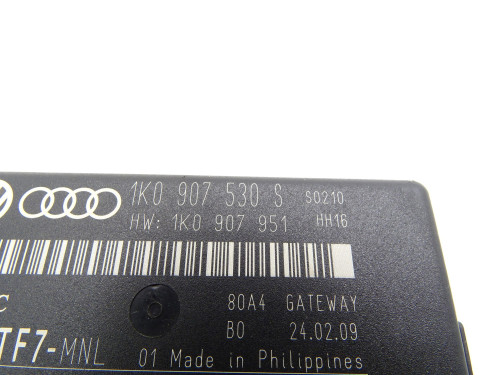 1K0 907 530 S S0210
HW: 1K0 907 951 HH16
C 80A4 GATEWAY
TF7-MNL B0 24.02.09
01 Made in Philippines